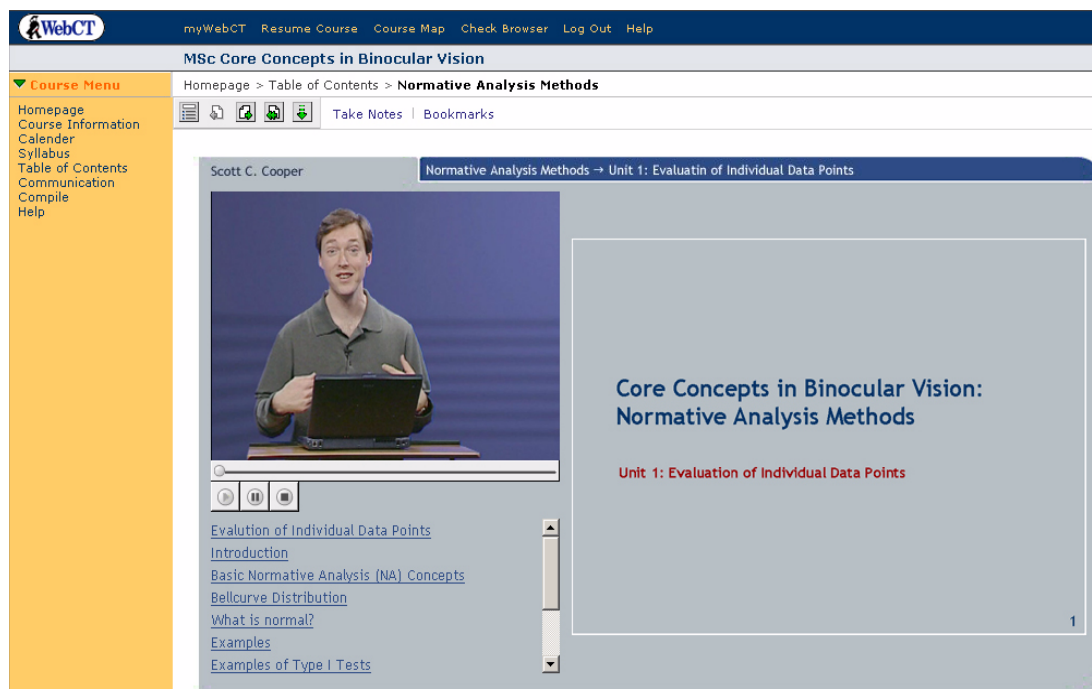 WebCT
myWebCT Resume Course Course Map Check Browser Log Out Help
MSc Core Concepts in Binocular Vision
Course Menu
Homepage > Table of Contents > Normative Analysis Methods
Homepage
Course Information
Calender
Syllabus
Table of Contents
Communication
Compile
Help
Take Notes | Bookmarks
Scott C. Cooper
Normative Analysis Methods → Unit 1: Evaluatin of Individual Data Points
Core Concepts in Binocular Vision:
Normative Analysis Methods
Unit 1: Evaluation of Individual Data Points
1
Evalution of Individual Data Points
Introduction
Basic Normative Analysis (NA) Concepts
Bellcurve Distribution
What is normal?
Examples
Examples of Type I Tests